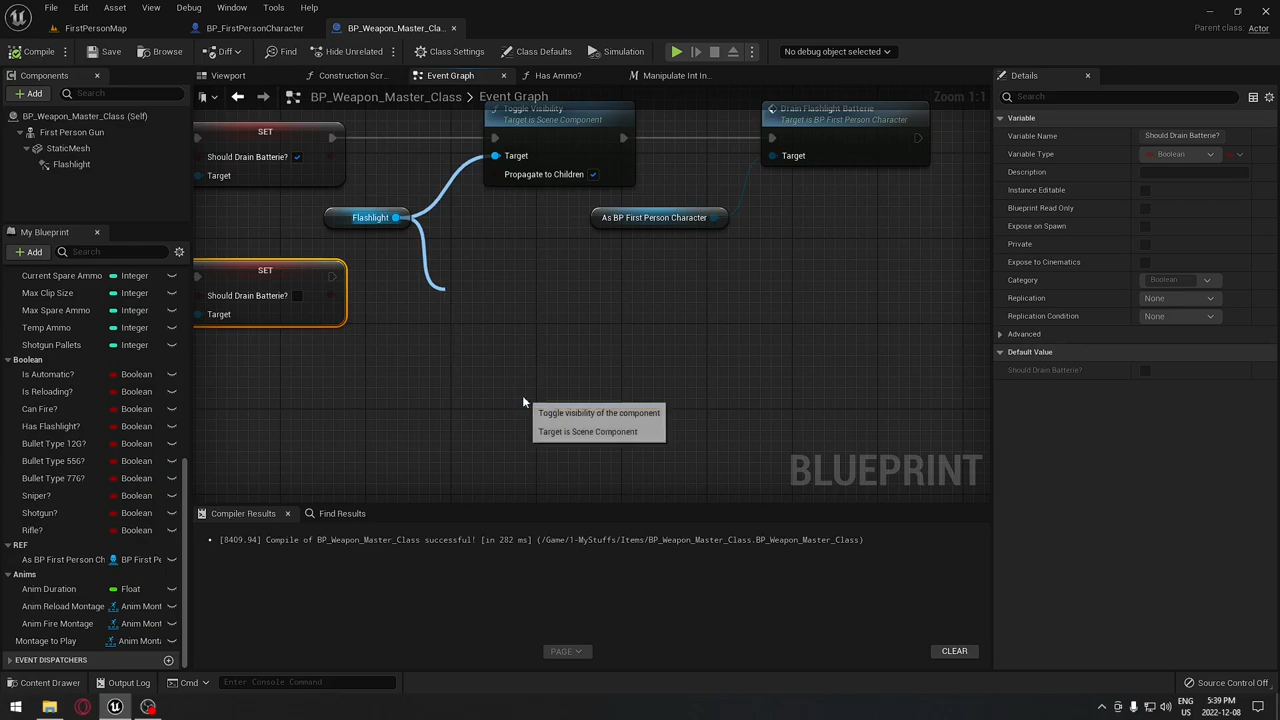 File Edit Asset View Debug Window Tools Help
FirstPersonMap BP_FirstPersonCharacter BP_Weapon_Master_Cla...
Parent class: Actor
Compile Save Browse Diff Find Hide Unrelated Class Settings Class Defaults Simulation No debug object selected
Components
Add Search
BP_Weapon_Master_Class (Self)
First Person Gun
StaticMesh
Flashlight
My Blueprint
Add Search
Current Spare Ammo Integer
Max Clip Size Integer
Max Spare Ammo Integer
Temp Ammo Integer
Shotgun Pallets Integer
Boolean
Is Automatic? Boolean
Is Reloading? Boolean
Can Fire? Boolean
Has Flashlight? Boolean
Bullet Type 12G? Boolean
Bullet Type 556? Boolean
Bullet Type 776? Boolean
Sniper? Boolean
Shotgun? Boolean
Rifle? Boolean
REF
As BP First Person Ch BP First Pe
Anims
Anim Duration Float
Anim Reload Montage Anim Mont
Anim Fire Montage Anim Mont
Montage to Play Anim Monta
EVENT DISPATCHERS
Viewport Construction Scr... Event Graph Has Ammo? Manipulate Int In...
BP_Weapon_Master_Class > Event Graph Zoom 1:1
SET
Should Drain Batterie?
Target
Toggle Visibility
Target is Scene Component
Target
Propagate to Children
Drain Flashlight Batterie
Target is BP First Person Character
Target
Flashlight
As BP First Person Character
SET
Should Drain Batterie?
Target
Toggle visibility of the component
Target is Scene Component
BLUEPRINT
Compiler Results Find Results
[8409.94] Compile of BP_Weapon_Master_Class successful! [in 282 ms] (/Game/1-MyStuffs/Items/BP_Weapon_Master_Class.BP_Weapon_Master_Class)
PAGE
CLEAR
Details
Search
Variable
Variable Name Should Drain Batterie?
Variable Type Boolean
Description
Instance Editable
Blueprint Read Only
Expose on Spawn
Private
Expose to Cinematics
Category Boolean
Replication None
Replication Condition None
Advanced
Default Value
Should Drain Batterie?
Content Drawer Output Log Cmd Enter Console Command Source Control Off
ENG
US
5:39 PM
2022-12-08